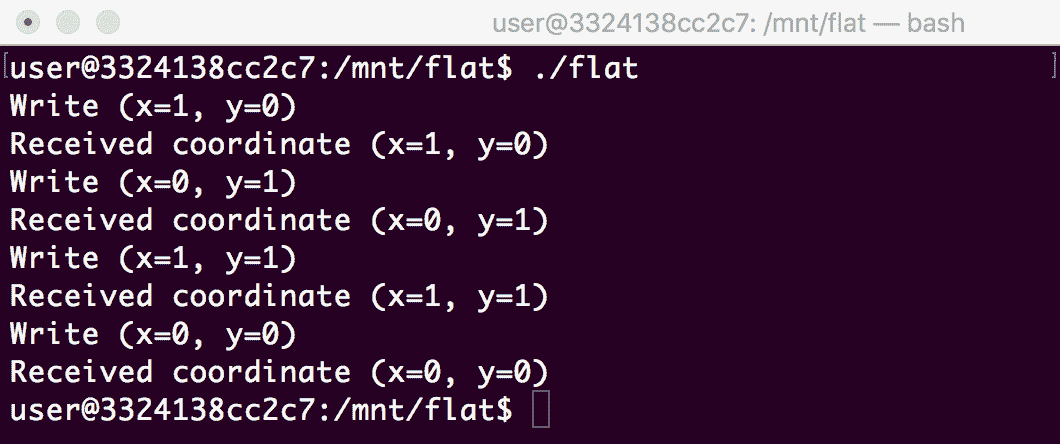 user@3324138cc2c7: /mnt/flat — bash
user@3324138cc2c7:/mnt/flat$ ./flat
Write (x=1, y=0)
Received coordinate (x=1, y=0)
Write (x=0, y=1)
Received coordinate (x=0, y=1)
Write (x=1, y=1)
Received coordinate (x=1, y=1)
Write (x=0, y=0)
Received coordinate (x=0, y=0)
user@3324138cc2c7:/mnt/flat$